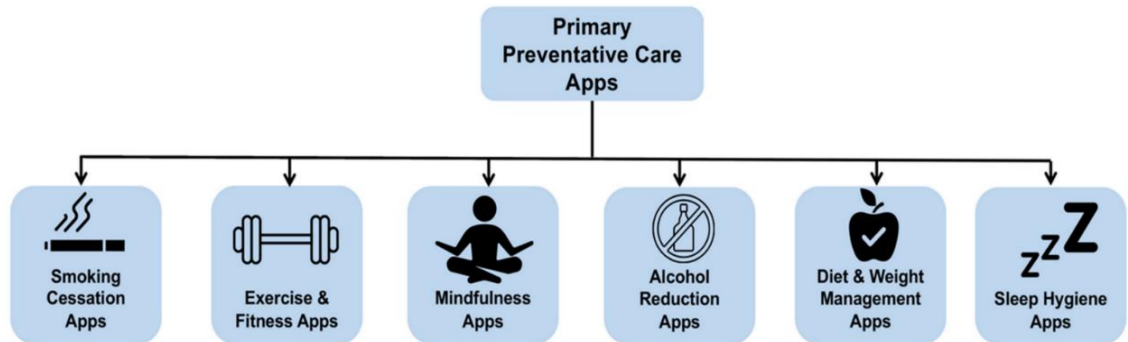 Primary
Preventative Care
Apps
Smoking
Cessation
Apps
Exercise &
Fitness Apps
Mindfulness
Apps
Alcohol
Reduction
Apps
Diet & Weight
Management
Apps
zzZ
Sleep Hygiene
Apps